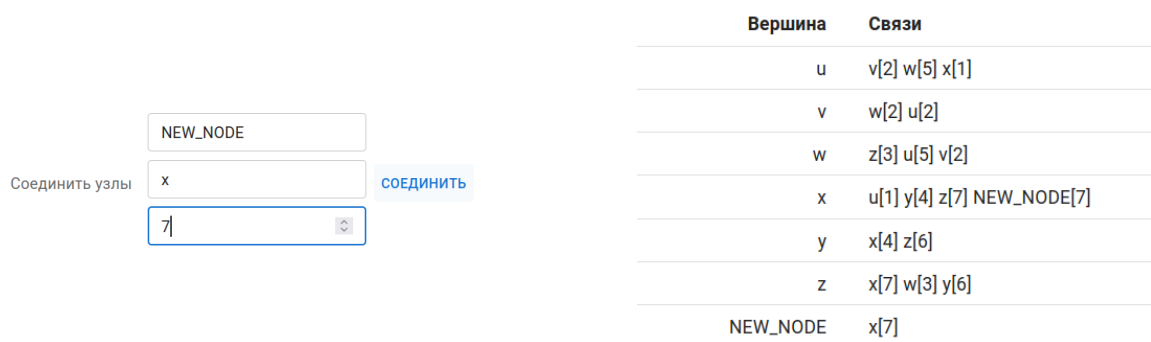 NEW_NODE
Соединить узлы
x
СОЕДИНИТЬ
7
Вершина Связи
u v[2] w[5] x[1]
v w[2] u[2]
w z[3] u[5] v[2]
x u[1] y[4] z[7] NEW_NODE[7]
y x[4] z[6]
z x[7] w[3] y[6]
NEW_NODE x[7]